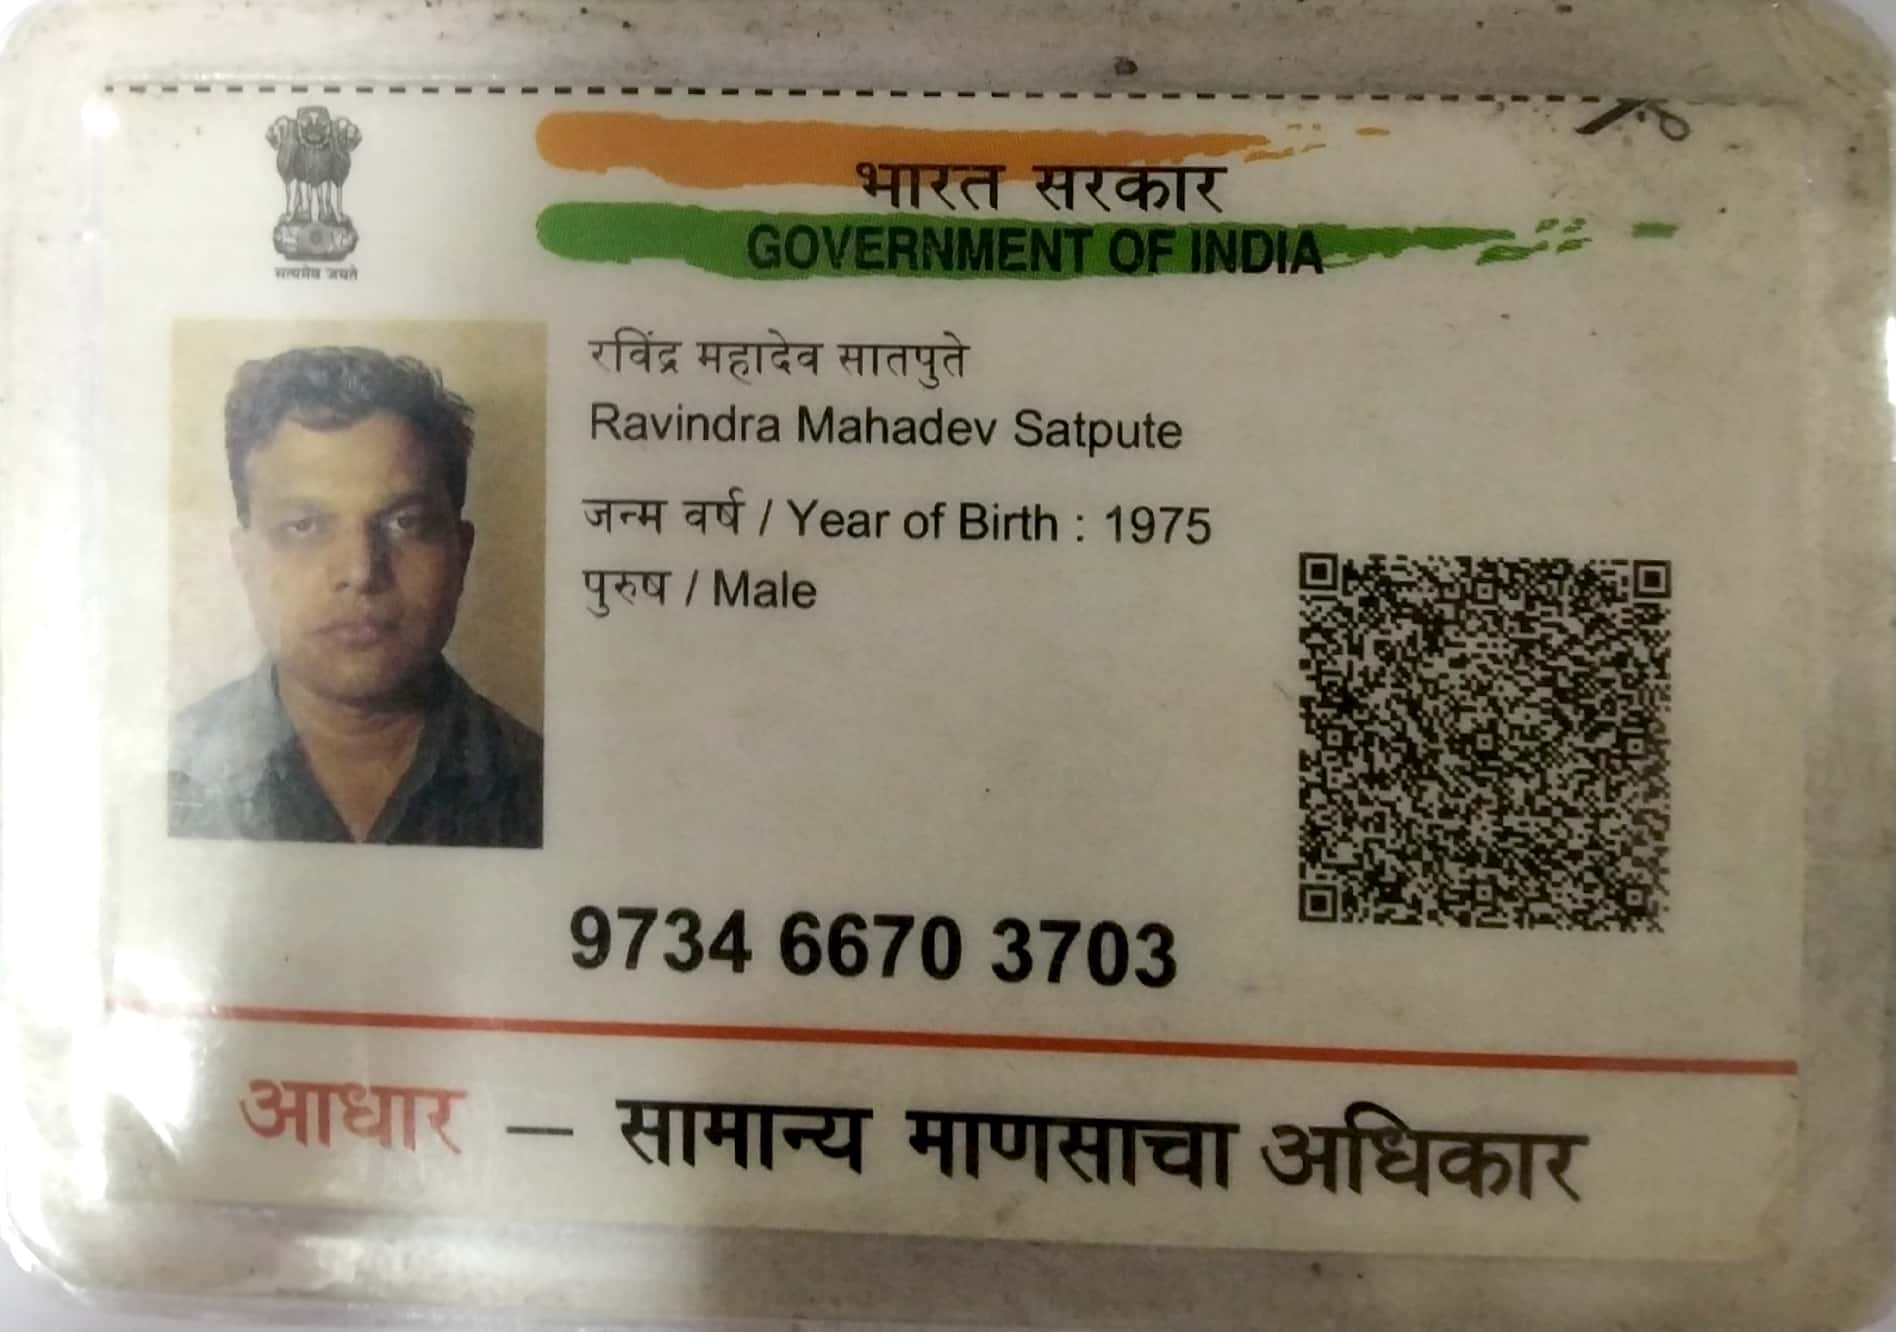 सत्यमेव जयते
भारत सरकार
GOVERNMENT OF INDIA
रविंद्र महादेव सातपुते
Ravindra Mahadev Satpute
जन्म वर्ष / Year of Birth : 1975
पुरुष / Male
9734 6670 3703
आधार — सामान्य माणसाचा अधिकार